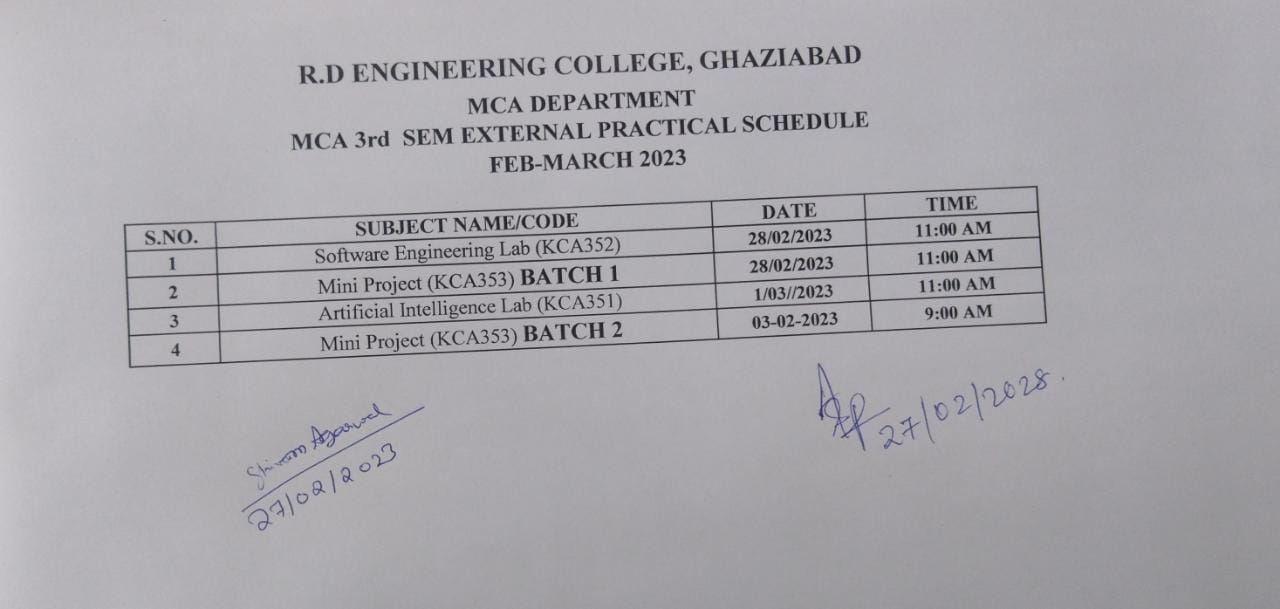 R.D ENGINEERING COLLEGE, GHAZIABAD
MCA DEPARTMENT
MCA 3rd SEM EXTERNAL PRACTICAL SCHEDULE
FEB-MARCH 2023
S.NO. SUBJECT NAME/CODE DATE TIME
1 Software Engineering Lab (KCA352) 28/02/2023 11:00 AM
2 Mini Project (KCA353) BATCH 1 28/02/2023 11:00 AM
3 Artificial Intelligence Lab (KCA351) 1/03//2023 11:00 AM
4 Mini Project (KCA353) BATCH 2 03-02-2023 9:00 AM
Shivam Agarwal
27/02/2023
27/02/2028.